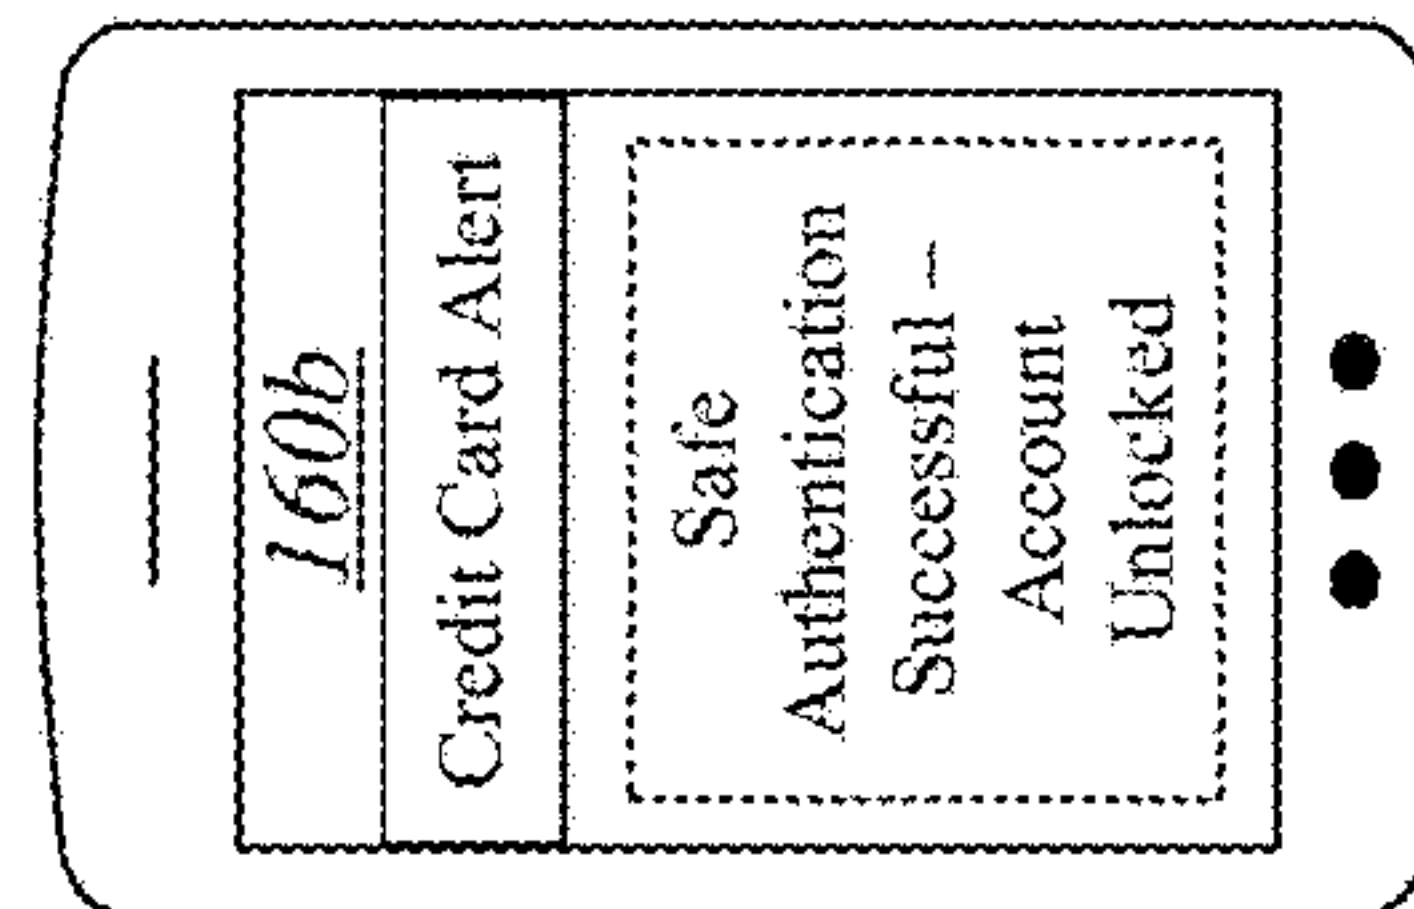 160b
Credit Card Alert
Safe
Authentication
Successful –
Account
Unlocked